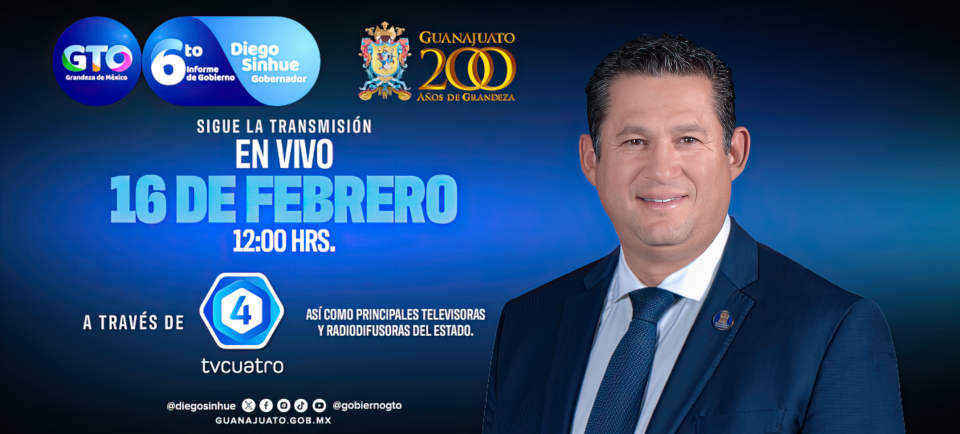 GTO
Grandeza de México
6to
Informe
de Gobierno
Diego
Sinhue
Gobernador
GUANAJUATO
200
AÑOS DE GRANDEZA
SIGUE LA TRANSMISIÓN
EN VIVO
16 DE FEBRERO
12:00 HRS.
A TRAVÉS DE
4
tvcuatro
ASÍ COMO PRINCIPALES TELEVISORAS
Y RADIODIFUSORAS DEL ESTADO.
@diegosinhue @gobiernogto
GUANAJUATO.GOB.MX